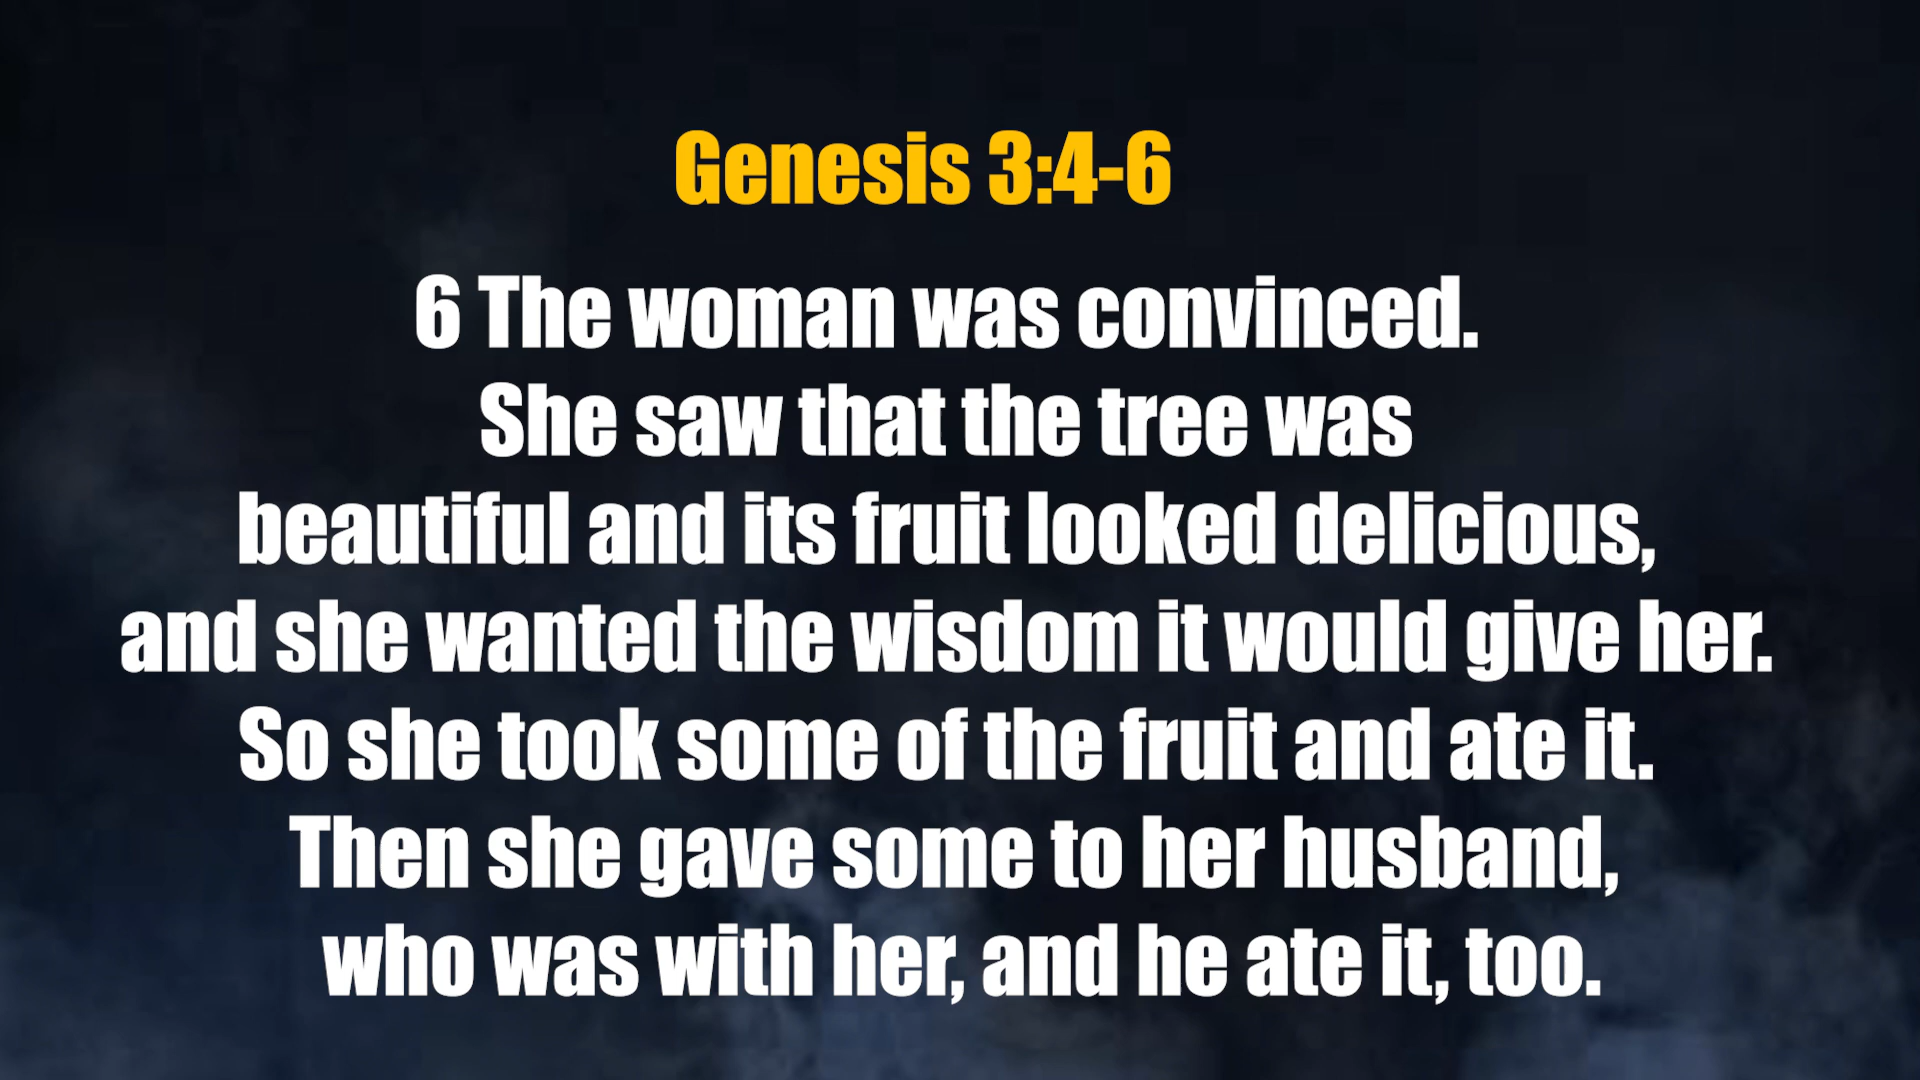 Genesis 3:4-6
6 The woman was convinced.
She saw that the tree was
beautiful and its fruit looked delicious,
and she wanted the wisdom it would give her.
So she took some of the fruit and ate it.
Then she gave some to her husband,
who was with her, and he ate it, too.